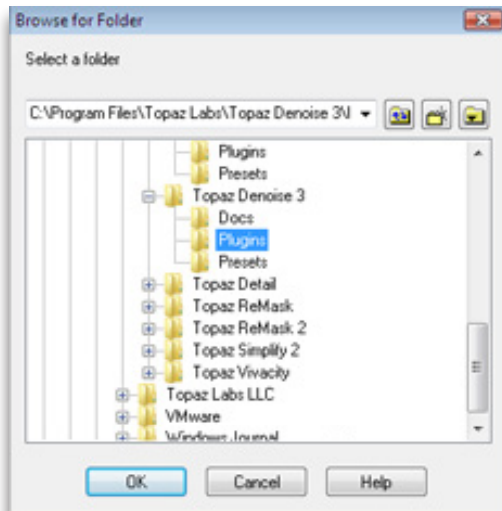 Browse for Folder
Select a folder
C:\Program Files\Topaz Labs\Topaz Denoise 3\
Plugins
Presets
Topaz Denoise 3
Docs
Plugins
Presets
Topaz Detail
Topaz ReMask
Topaz ReMask 2
Topaz Simplify 2
Topaz Vivacity
Topaz Labs LLC
VMware
Windows Journal
OK Cancel Help